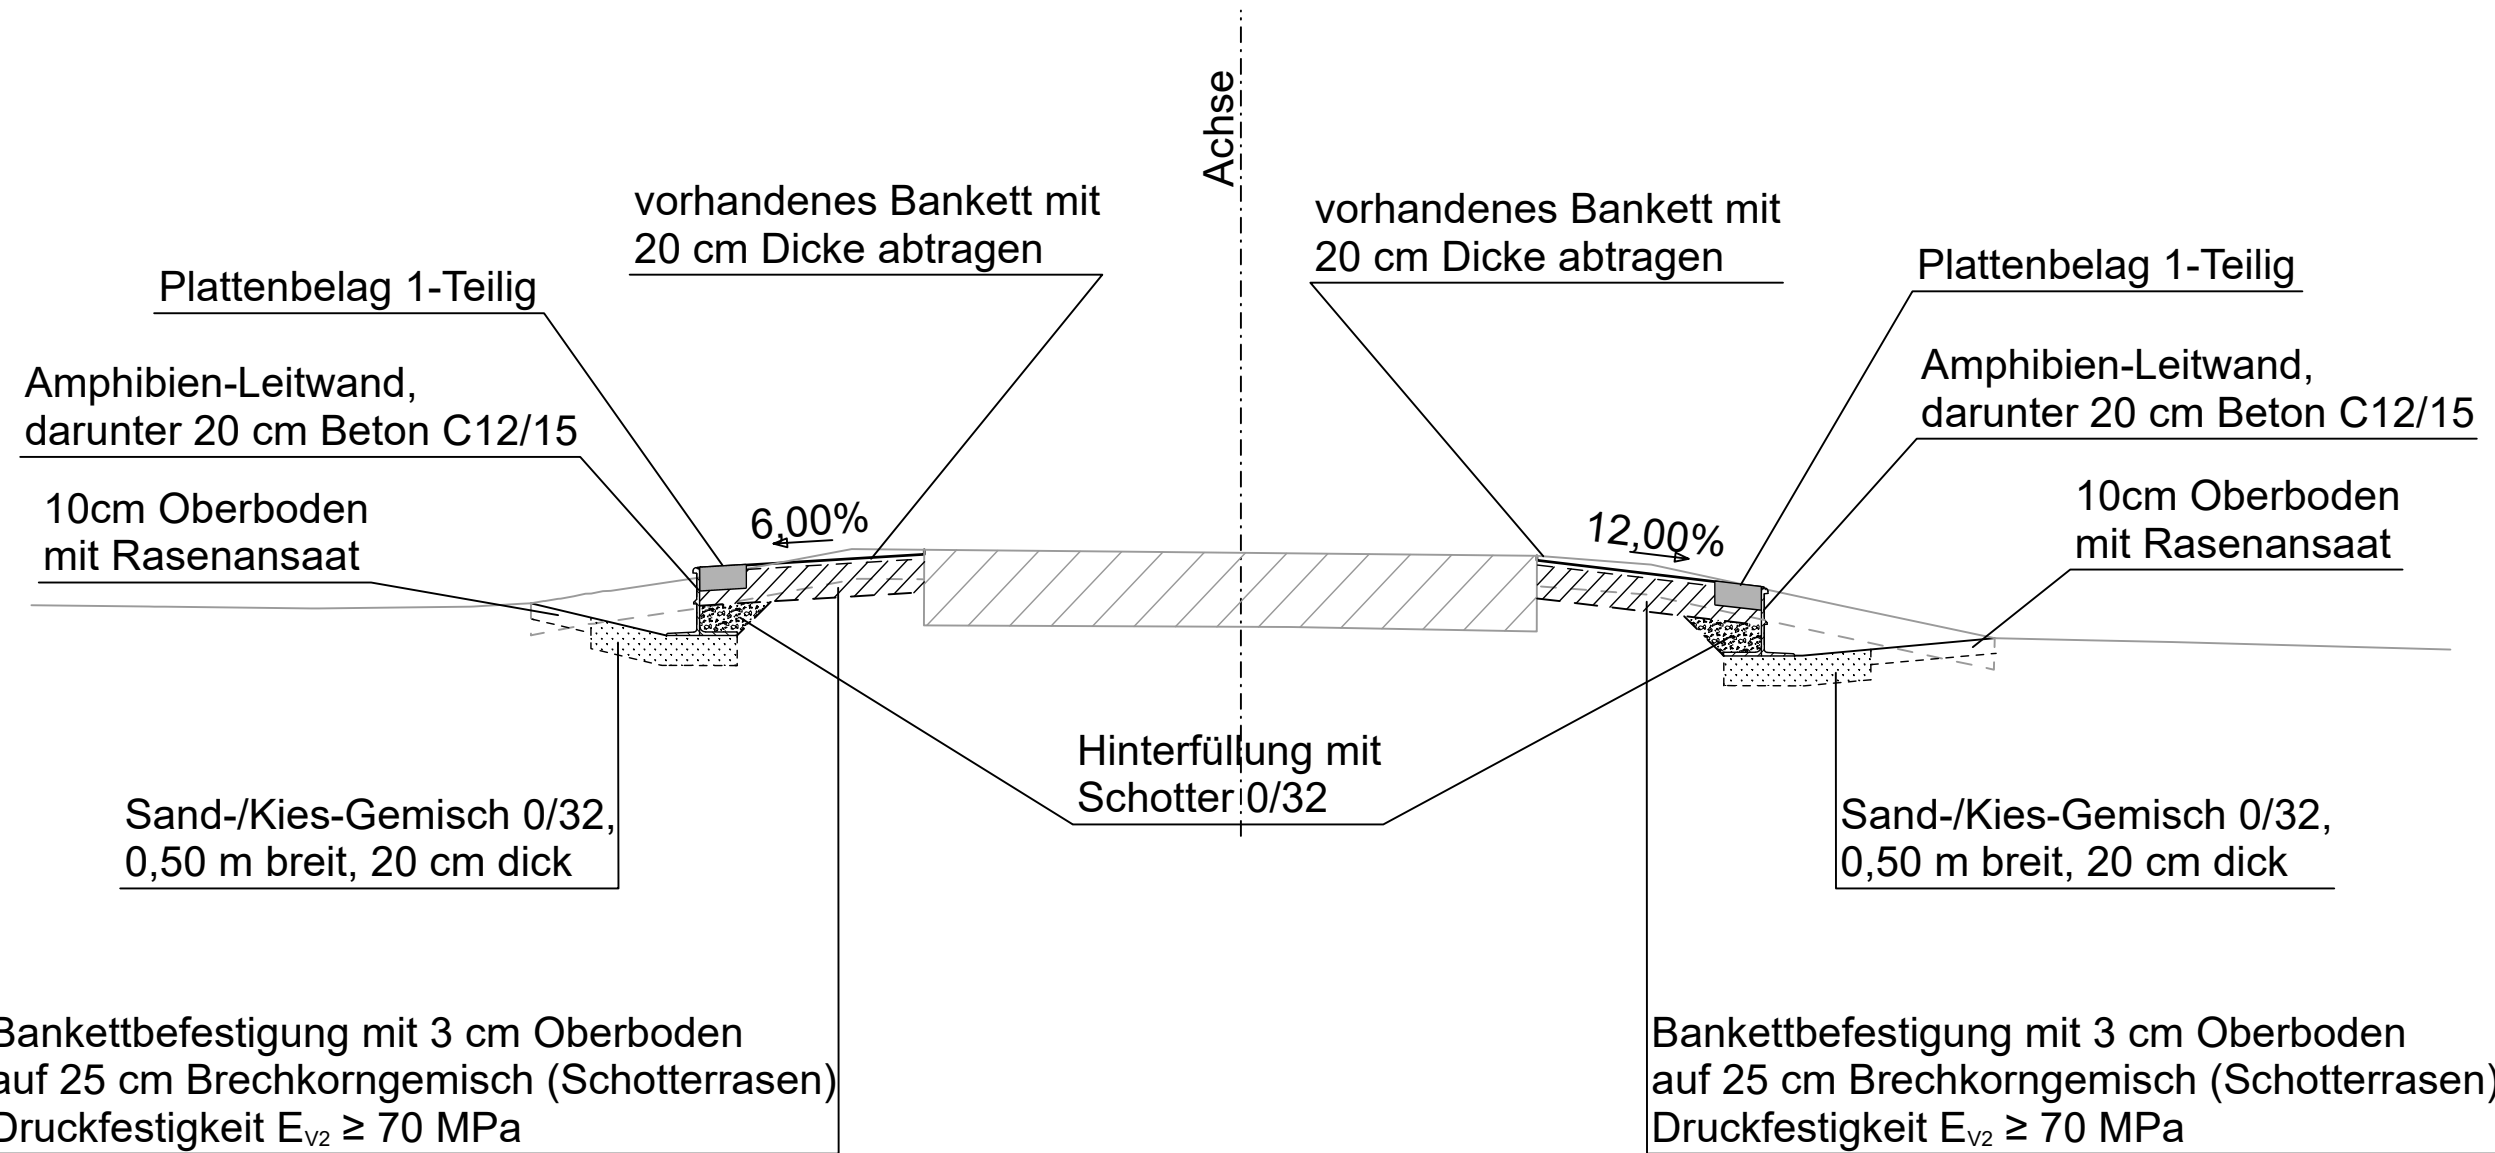 Achse
vorhandenes Bankett mit
20 cm Dicke abtragen
vorhandenes Bankett mit
20 cm Dicke abtragen
Plattenbelag 1-Teilig
Plattenbelag 1-Teilig
Amphibien-Leitwand,
darunter 20 cm Beton C12/15
Amphibien-Leitwand,
darunter 20 cm Beton C12/15
10cm Oberboden
mit Rasenansaat
10cm Oberboden
mit Rasenansaat
6,00%
12,00%
Hinterfüllung mit
Schotter 0/32
Sand-/Kies-Gemisch 0/32,
0,50 m breit, 20 cm dick
Sand-/Kies-Gemisch 0/32,
0,50 m breit, 20 cm dick
Bankettbefestigung mit 3 cm Oberboden
auf 25 cm Brechkorngemisch (Schotterrasen)
Druckfestigkeit EV2 ≥ 70 MPa
Bankettbefestigung mit 3 cm Oberboden
auf 25 cm Brechkorngemisch (Schotterrasen)
Druckfestigkeit EV2 ≥ 70 MPa